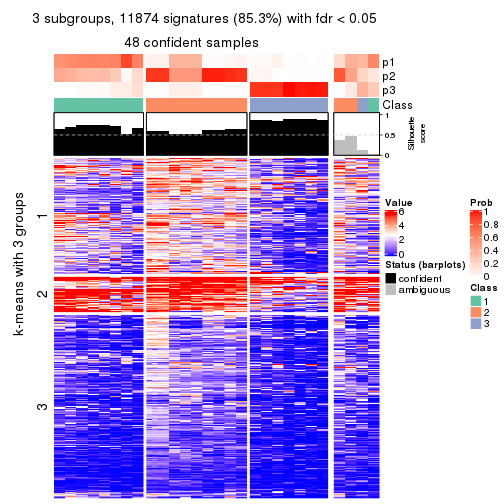 3 subgroups, 11874 signatures (85.3%) with fdr < 0.05
48 confident samples
p1
p2
p3
Class
1
0.5
0
Silhouette
score
k-means with 3 groups
1
2
3
Value
6
4
2
0
Status (barplots)
confident
ambiguous
Prob
1
0.8
0.6
0.4
0.2
0
Class
1
2
3